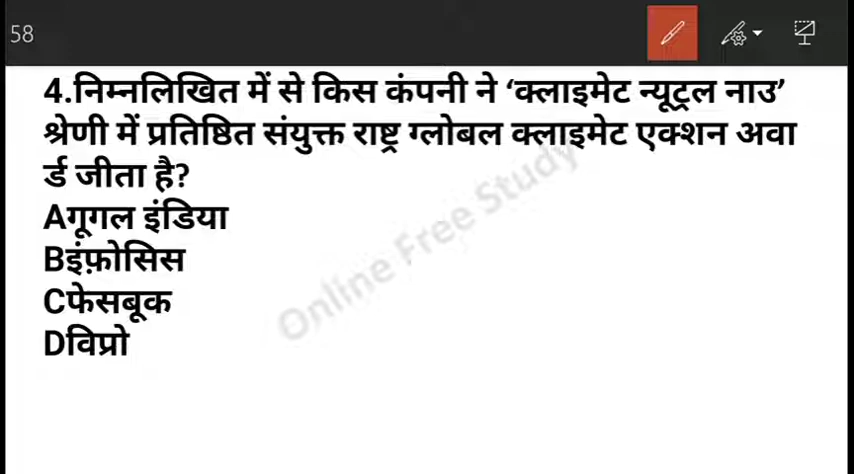 58
4.निम्नलिखित में से किस कंपनी ने ‘क्लाइमेट न्यूट्रल नाउ’
श्रेणी में प्रतिष्ठित संयुक्त राष्ट्र ग्लोबल क्लाइमेट एक्शन अवा
र्ड जीता है?
Aगूगल इंडिया
Bइंफ़ोसिस
Cफेसबूक
Dविप्रो
Online Free Study